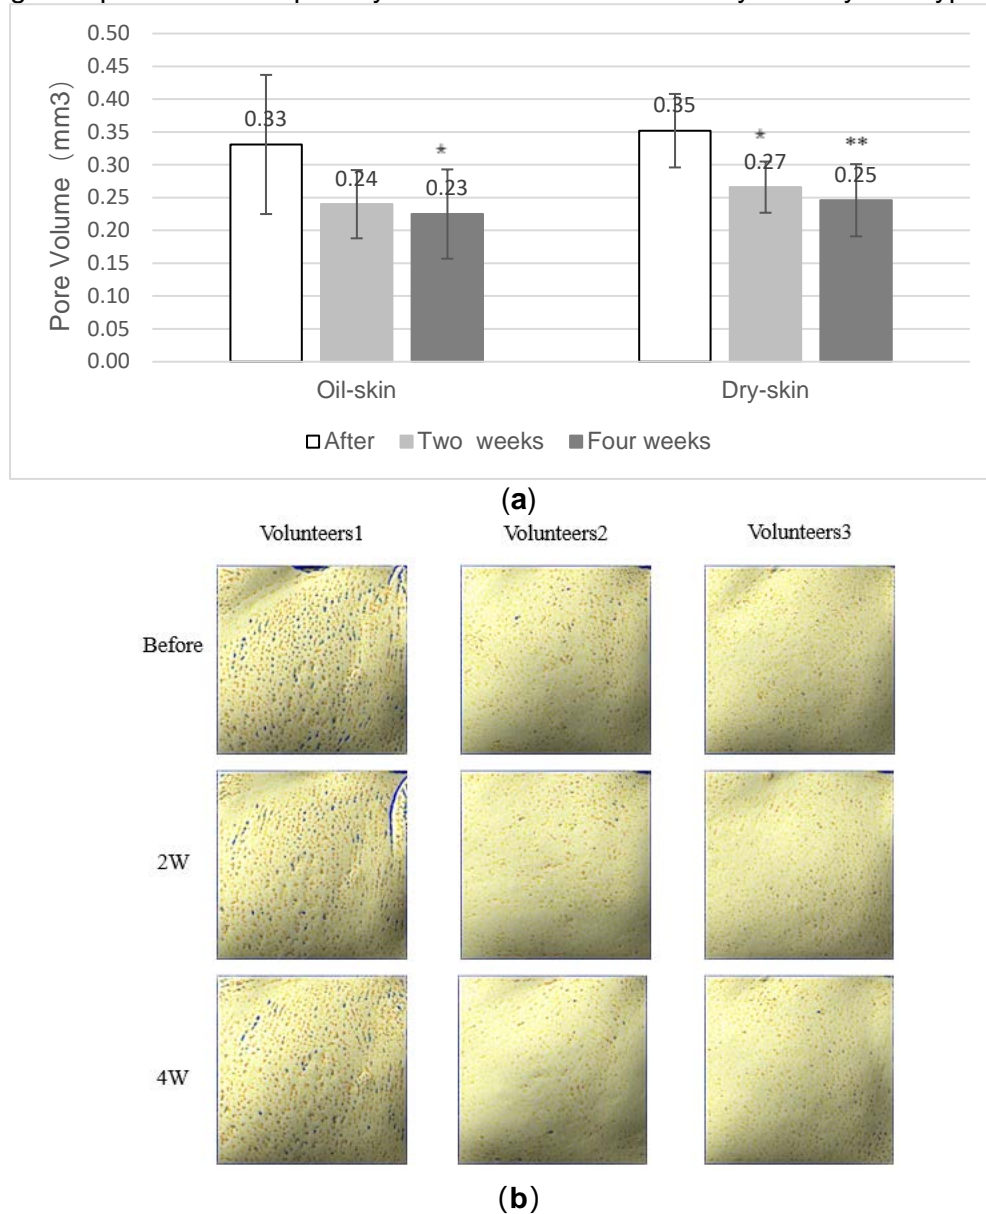 0.50
0.45
0.40
0.35
0.30
0.25
0.20
0.15
0.10
0.05
0.00
Pore Volume（mm3）
0.33
0.24
*
0.23
0.35
*
0.27
**
0.25
Oil-skin Dry-skin
After Two weeks Four weeks
(a)
Volunteers1 Volunteers2 Volunteers3
Before
2W
4W
(b)